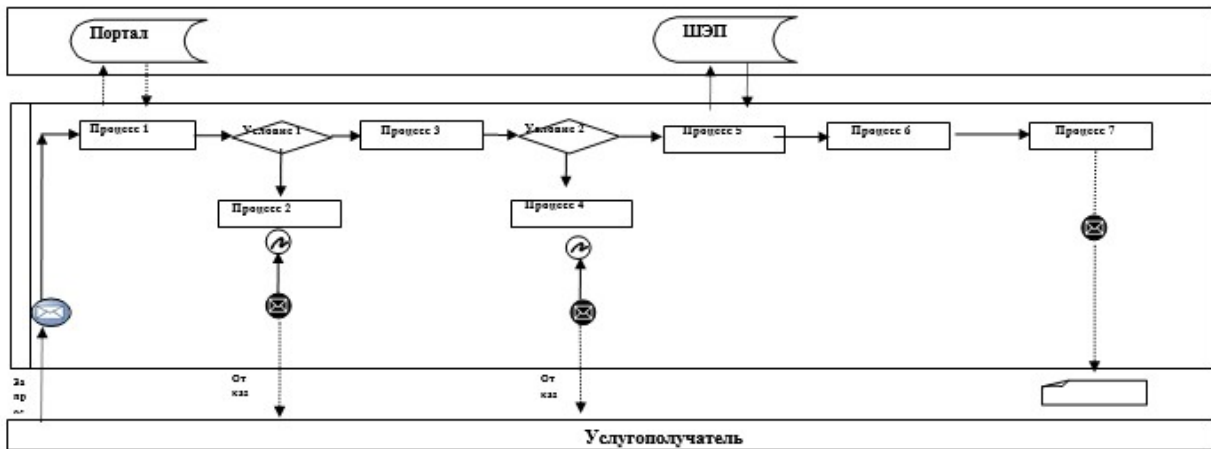 Портал
ШЭП
Процесс 1
Условие 1
Процесс 3
Условие 2
Процесс 5
Процесс 6
Процесс 7
Процесс 2
Процесс 4
За
пр
ос
От
каз
От
каз
Услугополучатель